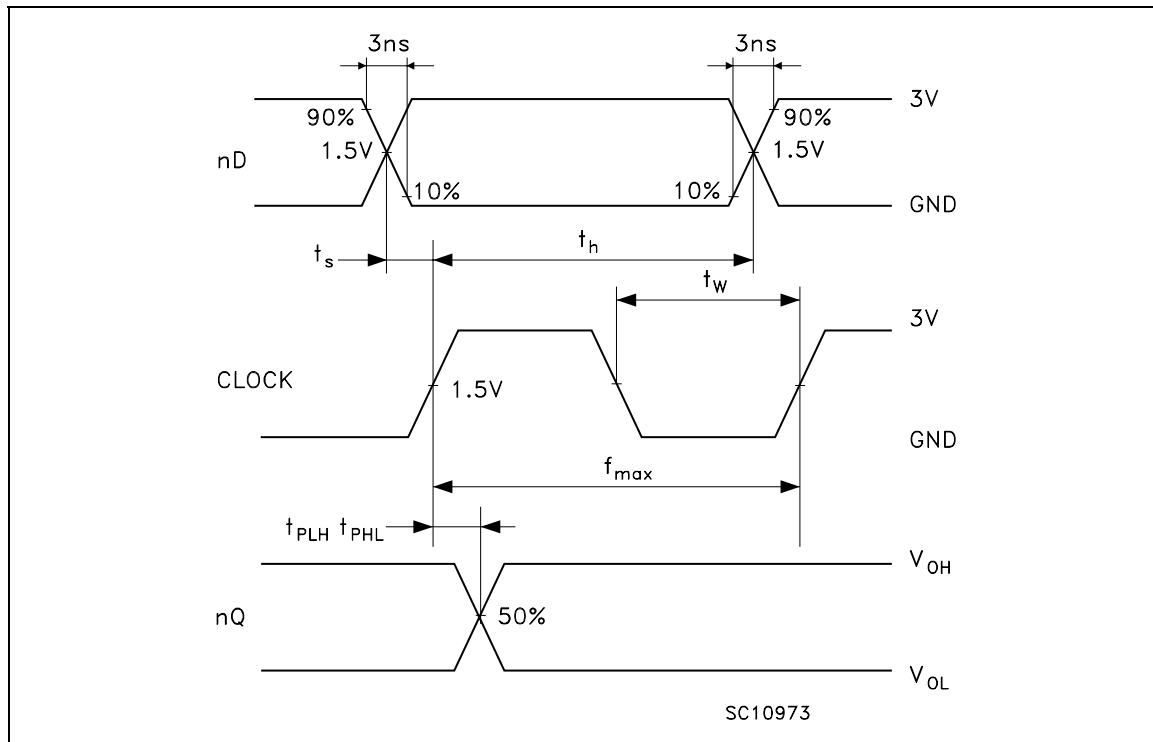 3ns 3ns
90% 90% 3V
nD 1.5V 1.5V
10% 10%
GND
ts th
tW
3V
CLOCK 1.5V
GND
fmax
tPLH tPHL
VOH
nQ 50%
VOL
SC10973